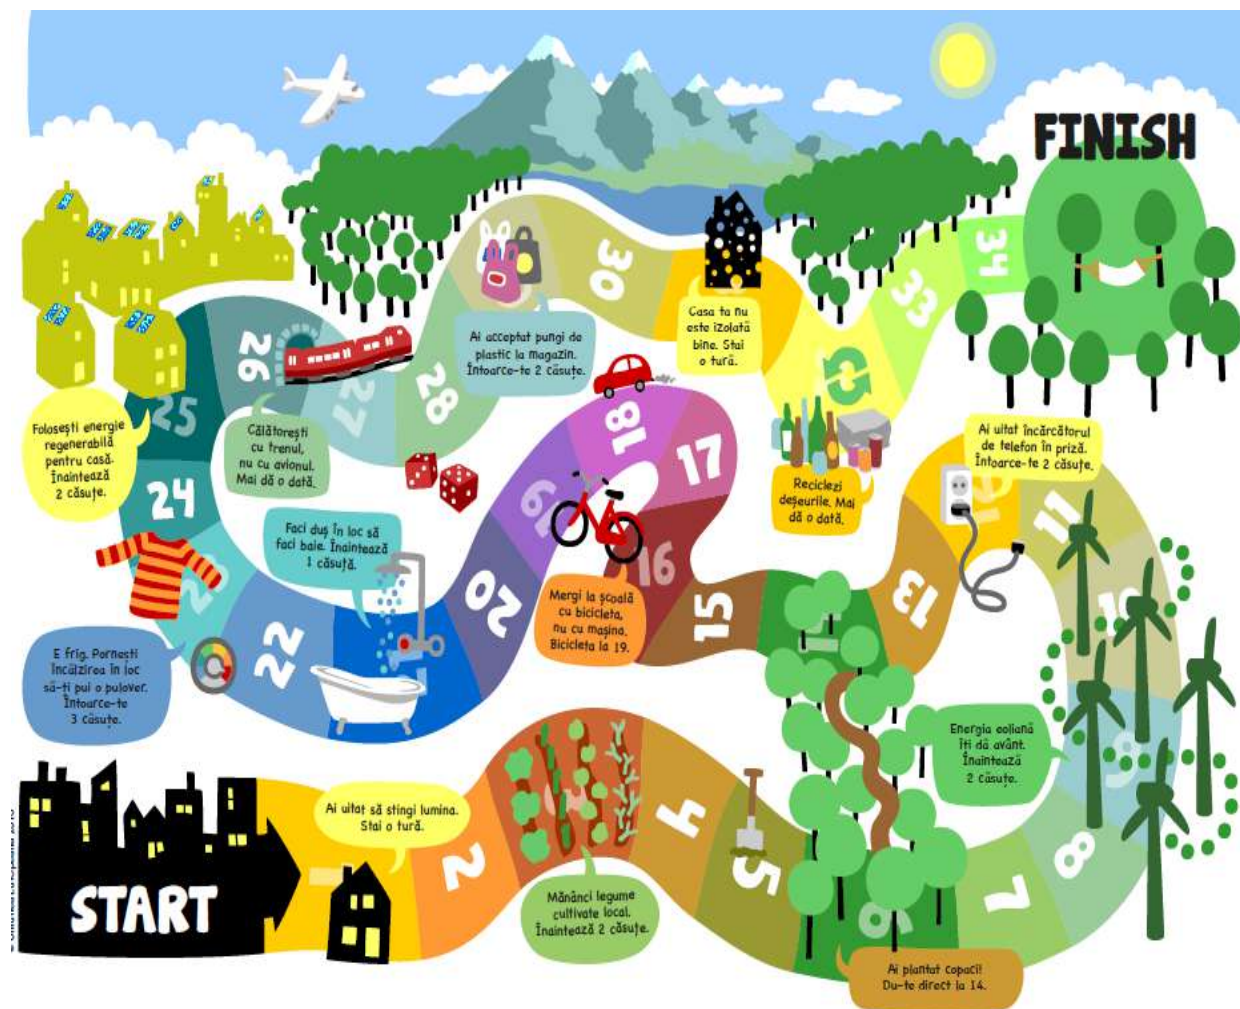 FINISH
34
33
30
Casa ta nu
este izolată
bine. Stai
o tură.
Ai acceptat pungi de
plastic la magazin.
Întoarce-te 2 căsuțe.
28
27
26
Călătorești
cu trenul,
nu cu avionul.
Mai dă o dată.
25
Folosești energie
regenerabilă
pentru casă.
Înaintează
2 căsuțe.
24
E frig. Pornești
încălzirea în loc
să-ți pui o pulover.
Întoarce-te
3 căsuțe.
22
Faci duș în loc să
faci baie. Înaintează
1 căsuță.
20
19
18
17
16
Mergi la școală
cu bicicleta,
nu cu mașina.
Bicicleta la 19.
15
13
Reciclezi
deșeurile. Mai
dă o dată.
Ai uitat încărcătorul
de telefon în priză.
Întoarce-te 2 căsuțe.
11
10
9
Energia eoliană
îți dă avânt.
Înaintează
2 căsuțe.
8
7
6
Ai plantat copaci!
Du-te direct la 14.
5
4
Mănânci legume
cultivate local.
Înaintează 2 căsuțe.
2
Ai uitat să stingi lumina.
Stai o tură.
START